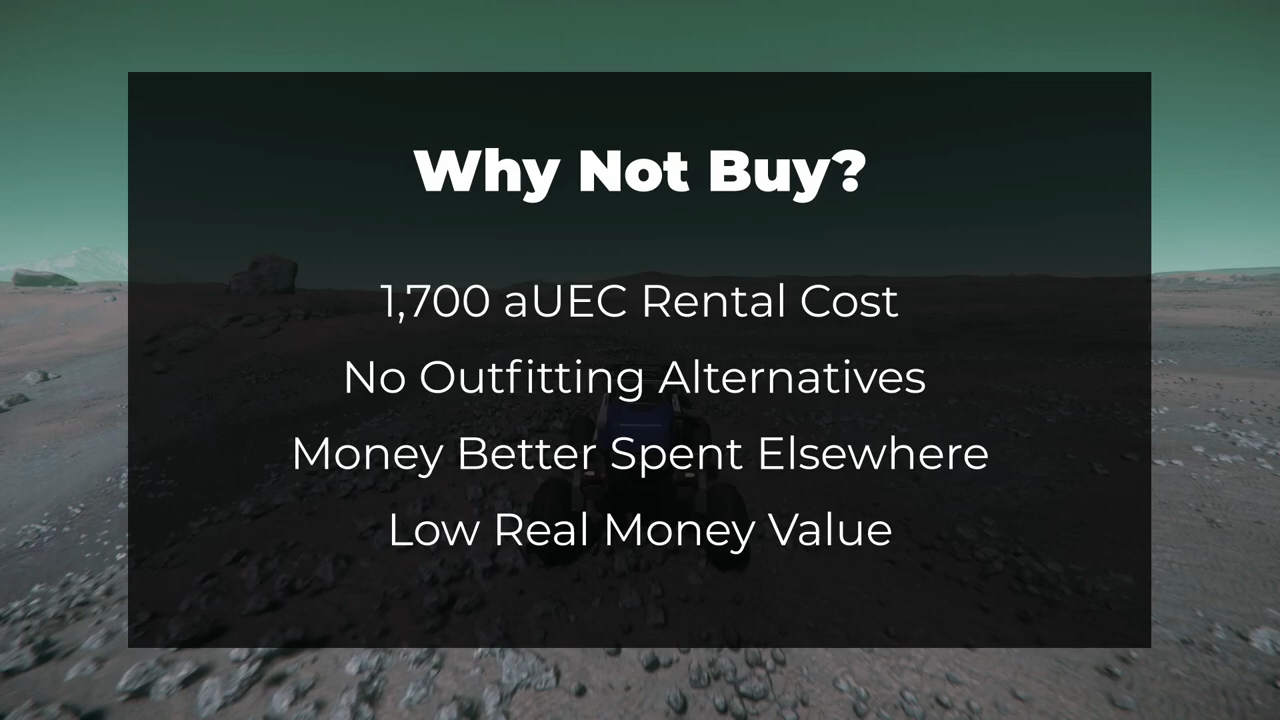 Why Not Buy?
1,700 aUEC Rental Cost
No Outfitting Alternatives
Money Better Spent Elsewhere
Low Real Money Value